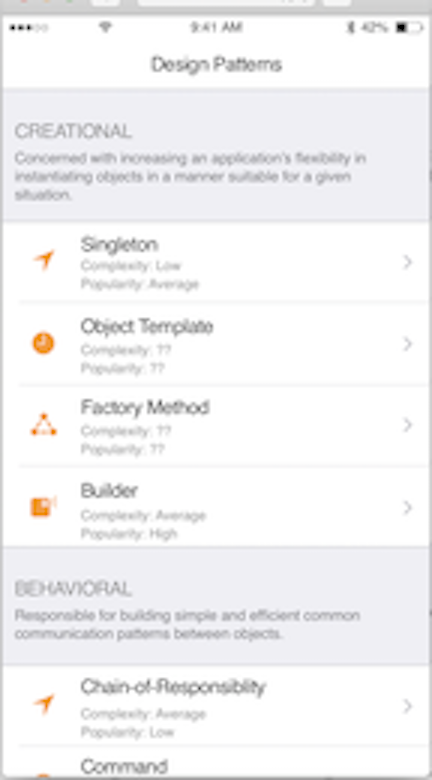 9:41 AM 42%
Design Patterns
CREATIONAL
Concerned with increasing an application's flexibility in
instantiating objects in a manner suitable for a given
situation.
Singleton
Complexity: Low
Popularity: Average
Object Template
Complexity: ??
Popularity: ??
Factory Method
Complexity: ??
Popularity: ??
Builder
Complexity: Average
Popularity: High
BEHAVIORAL
Responsible for building simple and efficient common
communication patterns between objects.
Chain-of-Responsiblity
Complexity: Average
Popularity: Low
Command